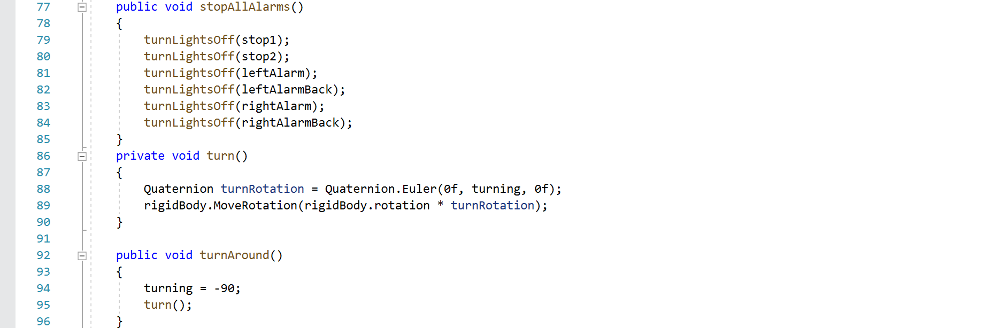 77 public void stopAllAlarms()
78 {
79 turnLightsOff(stop1);
80 turnLightsOff(stop2);
81 turnLightsOff(leftAlarm);
82 turnLightsOff(leftAlarmBack);
83 turnLightsOff(rightAlarm);
84 turnLightsOff(rightAlarmBack);
85 }
86 private void turn()
87 {
88 Quaternion turnRotation = Quaternion.Euler(0f, turning, 0f);
89 rigidBody.MoveRotation(rigidBody.rotation * turnRotation);
90 }
91
92 public void turnAround()
93 {
94 turning = -90;
95 turn();
96 }